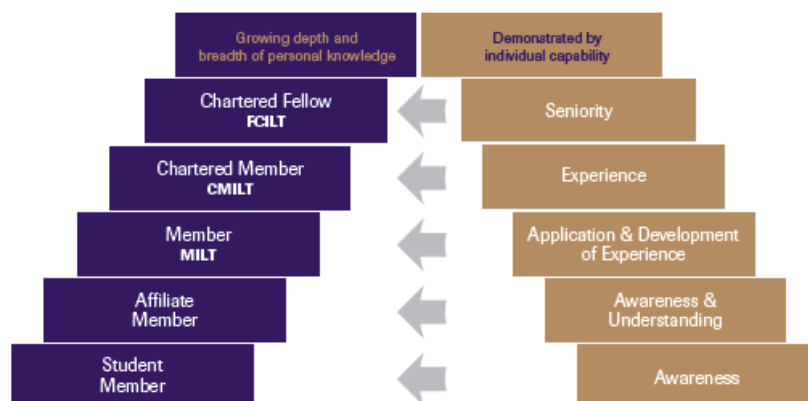 Growing depth and
breadth of personal knowledge
Demonstrated by
individual capability
Chartered Fellow
FCILT
Seniority
Chartered Member
CMILT
Experience
Member
MILT
Application & Development
of Experience
Affiliate
Member
Awareness &
Understanding
Student
Member
Awareness